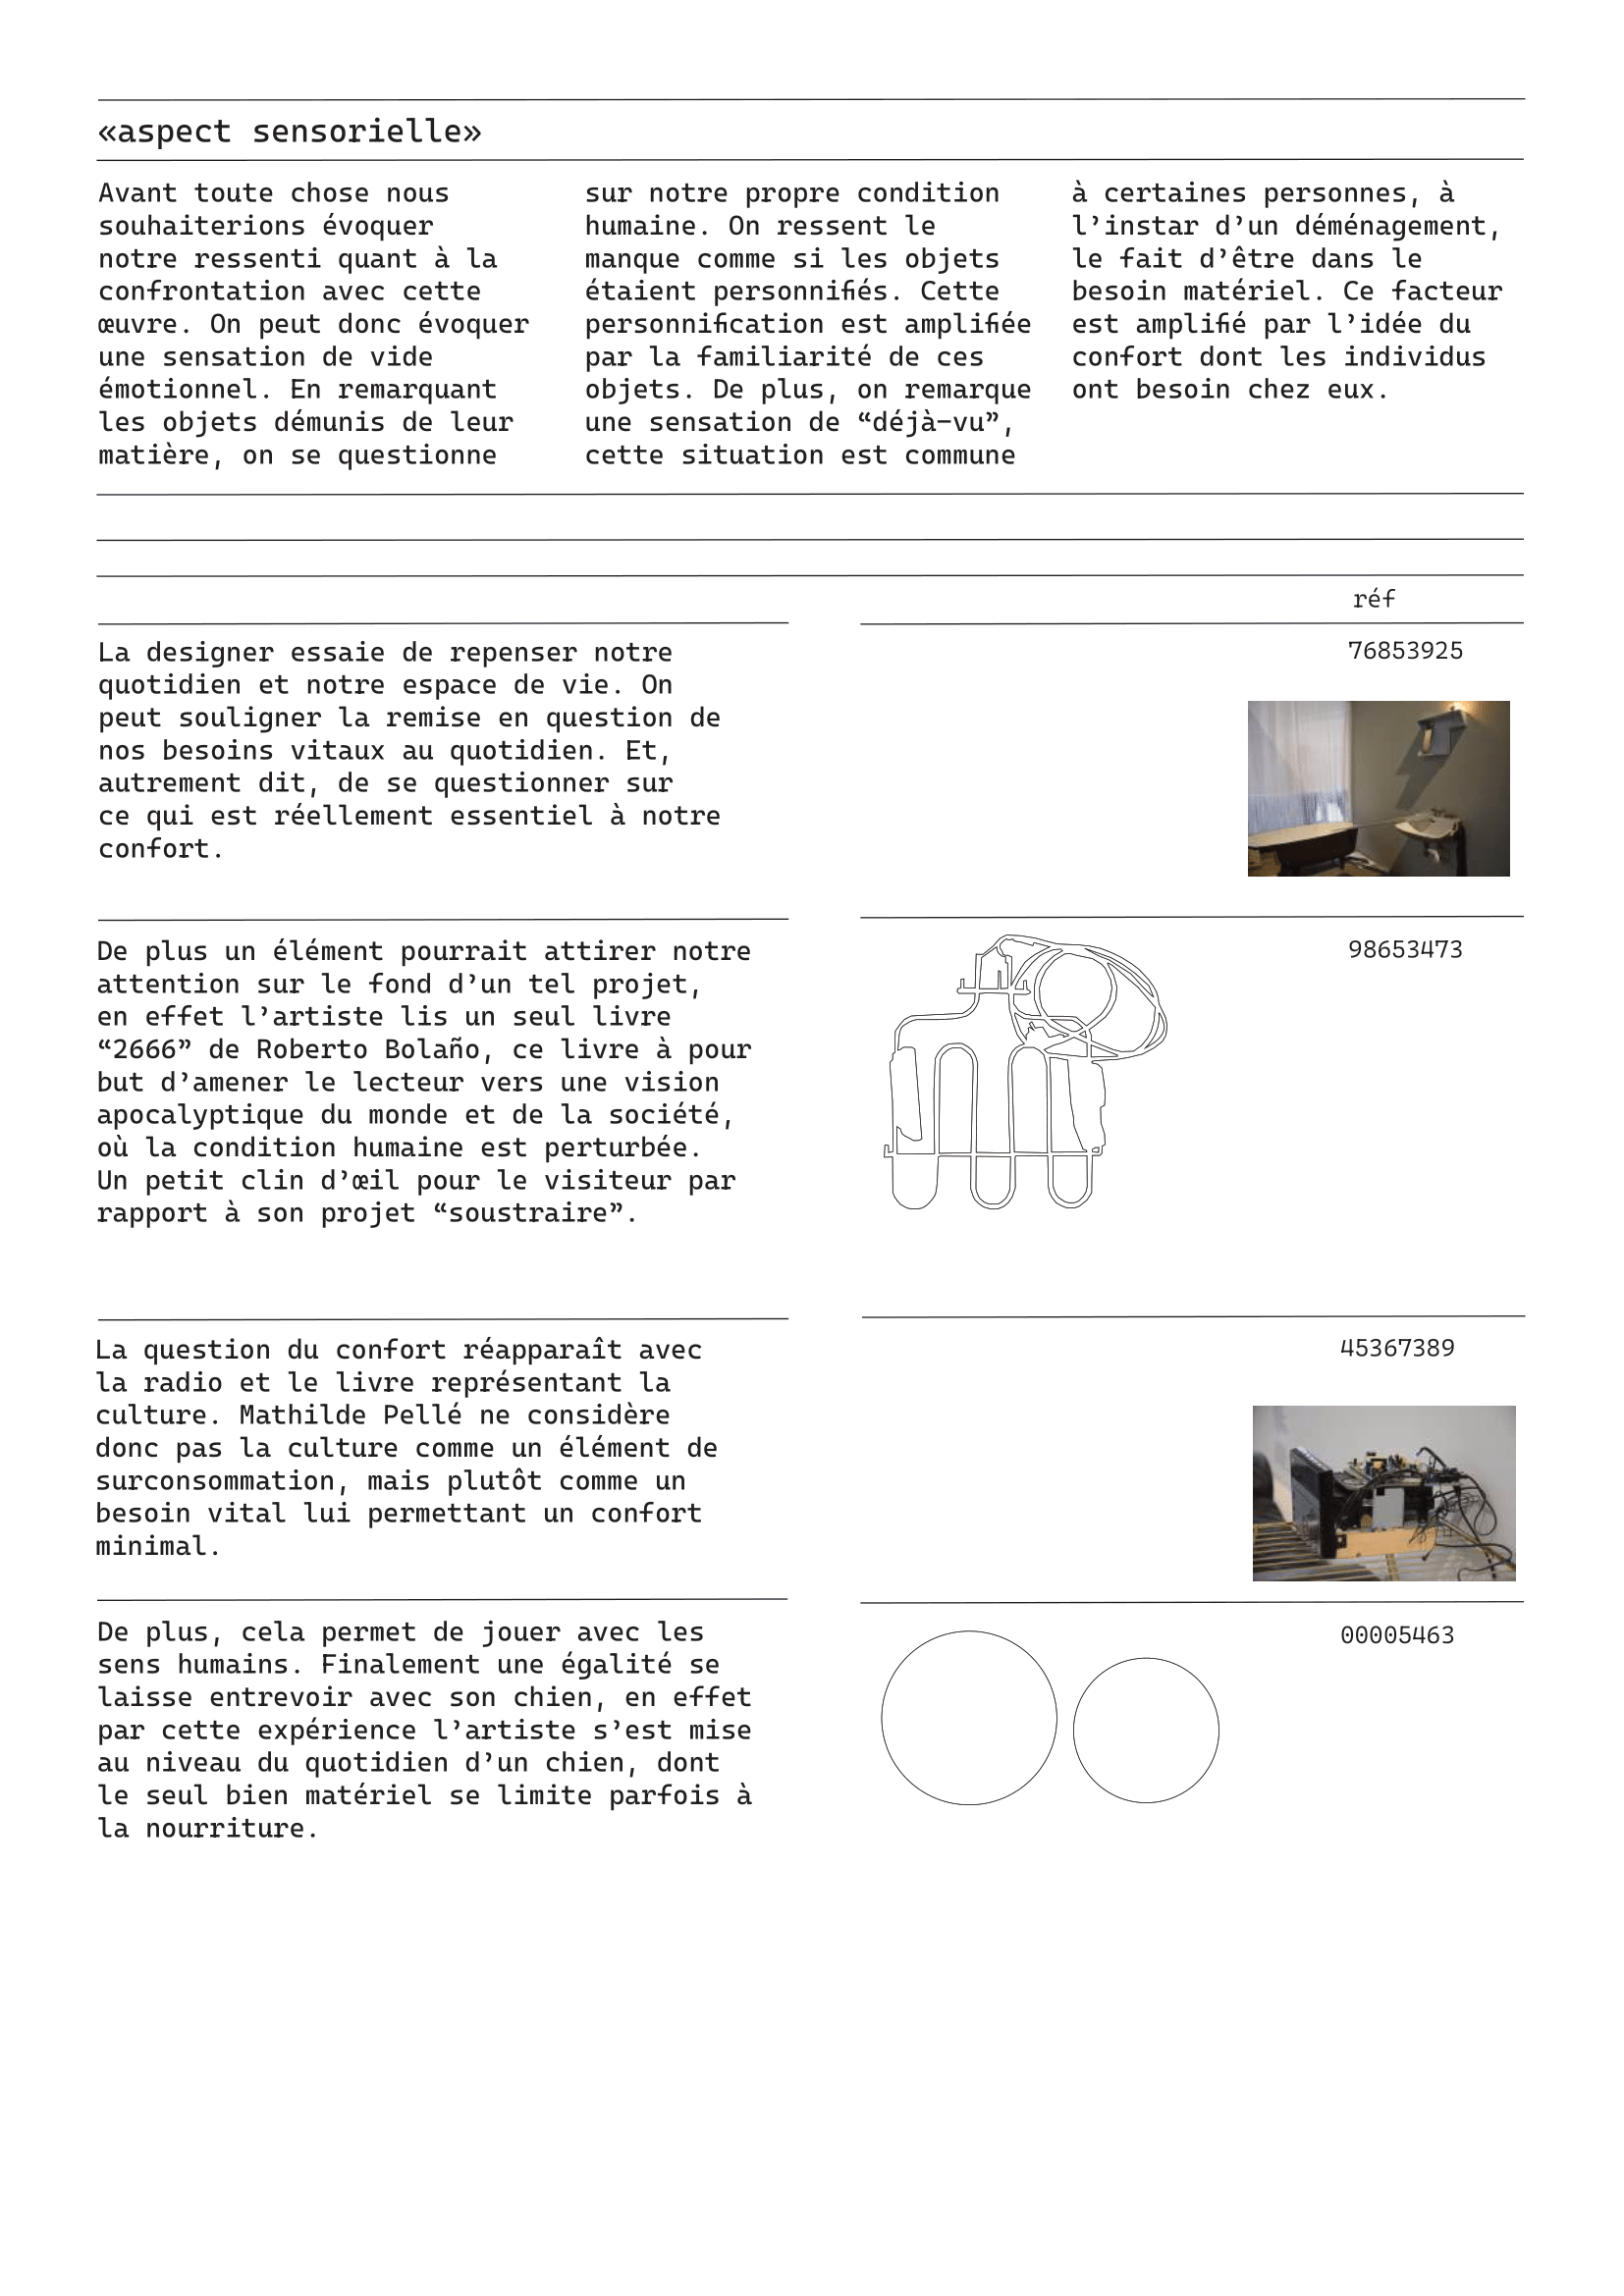 «aspect sensorielle»
Avant toute chose nous
souhaiterions évoquer
notre ressenti quant à la
confrontation avec cette
œuvre. On peut donc évoquer
une sensation de vide
émotionnel. En remarquant
les objets démunis de leur
matière, on se questionne
sur notre propre condition
humaine. On ressent le
manque comme si les objets
étaient personnifiés. Cette
personnification est amplifiée
par la familiarité de ces
objets. De plus, on remarque
une sensation de “déjà-vu”,
cette situation est commune
à certaines personnes, à
l’instar d’un déménagement,
le fait d’être dans le
besoin matériel. Ce facteur
est amplifié par l’idée du
confort dont les individus
ont besoin chez eux.
réf
La designer essaie de repenser notre
quotidien et notre espace de vie. On
peut souligner la remise en question de
nos besoins vitaux au quotidien. Et,
autrement dit, de se questionner sur
ce qui est réellement essentiel à notre
confort.
76853925
De plus un élément pourrait attirer notre
attention sur le fond d’un tel projet,
en effet l’artiste lis un seul livre
“2666” de Roberto Bolaño, ce livre à pour
but d’amener le lecteur vers une vision
apocalyptique du monde et de la société,
où la condition humaine est perturbée.
Un petit clin d’œil pour le visiteur par
rapport à son projet “soustraire”.
98653473
La question du confort réapparaît avec
la radio et le livre représentant la
culture. Mathilde Pellé ne considère
donc pas la culture comme un élément de
surconsommation, mais plutôt comme un
besoin vital lui permettant un confort
minimal.
45367389
De plus, cela permet de jouer avec les
sens humains. Finalement une égalité se
laisse entrevoir avec son chien, en effet
par cette expérience l’artiste s’est mise
au niveau du quotidien d’un chien, dont
le seul bien matériel se limite parfois à
la nourriture.
00005463